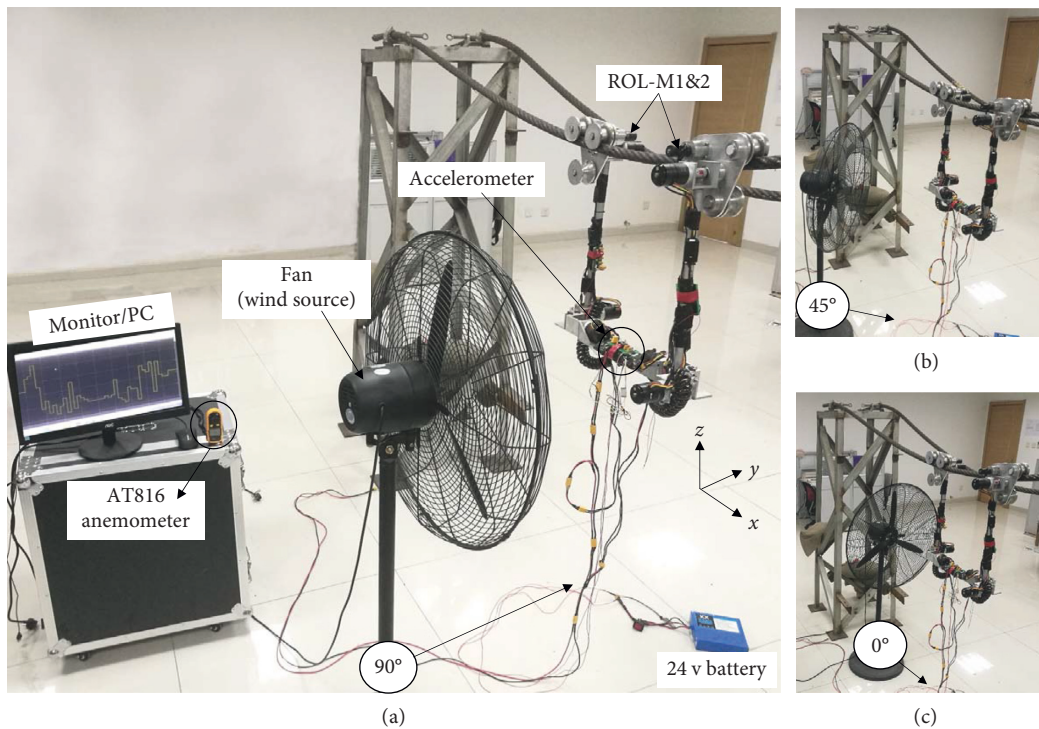 ROL-M1&2
Accelerometer
Fan
(wind source)
Monitor/PC
AT816
anemometer
z
y
x
90°
24 v battery
(a)
45°
(b)
0°
(c)